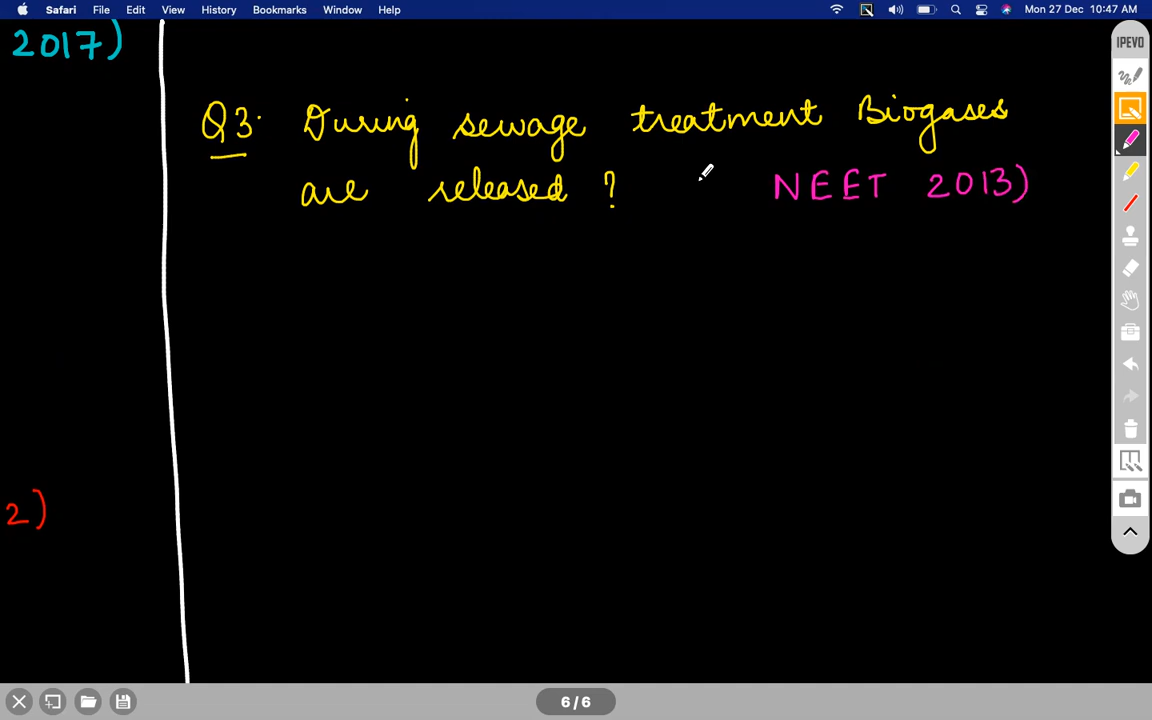 Safari File Edit View History Bookmarks Window Help Mon 27 Dec 10:47 AM
2017)
IPEVO
Q3. During sewage treatment Biogases
are released ? NEET 2013)
2)
6/6